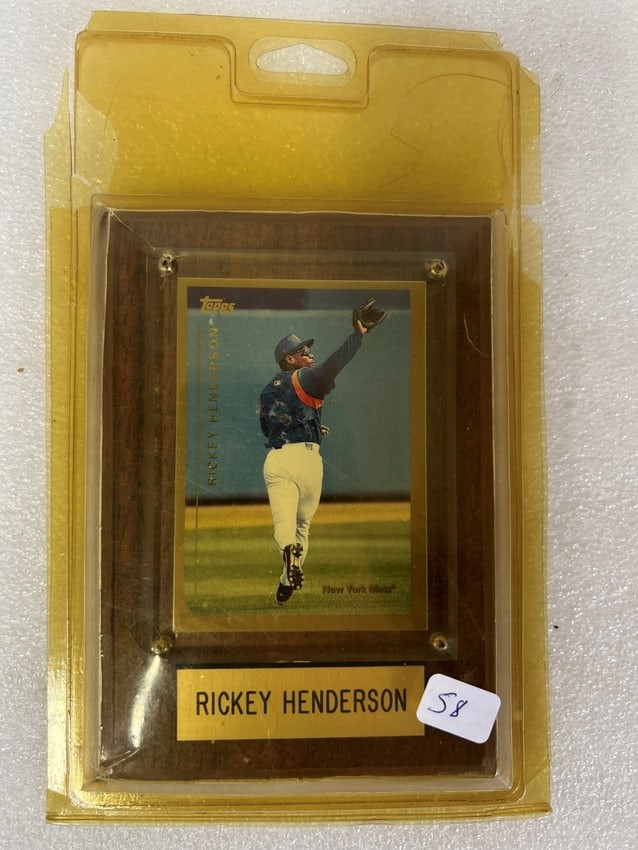 Topps
RICKEY HENDERSON
New York Mets
RICKEY HENDERSON
58